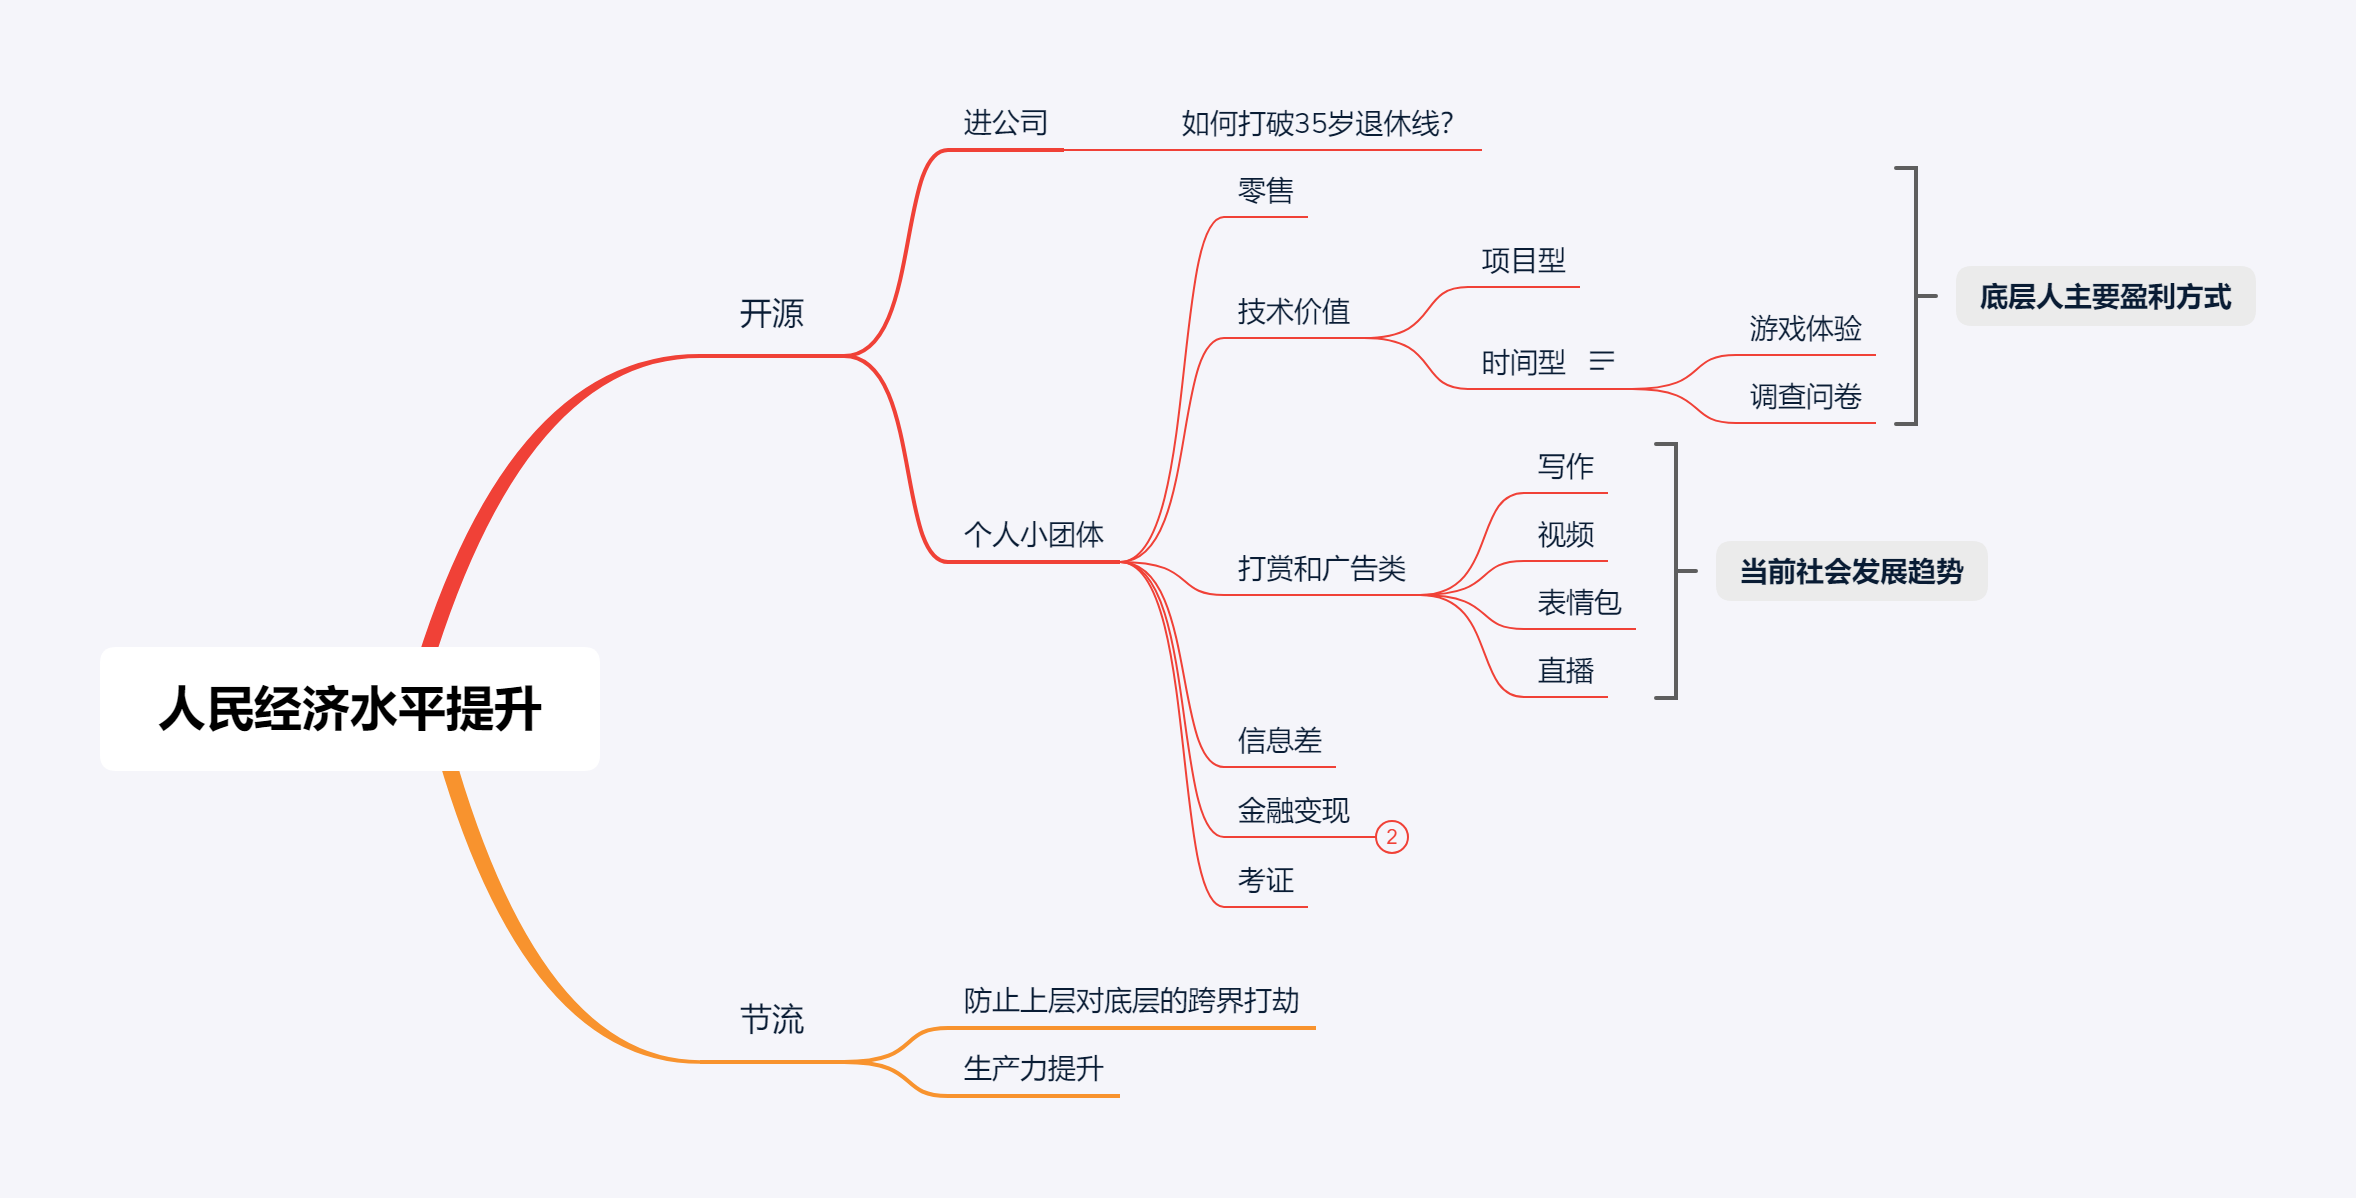 人民经济水平提升
开源
进公司
如何打破35岁退休线？
个人小团体
零售
技术价值
项目型
时间型
游戏体验
调查问卷
底层人主要盈利方式
打赏和广告类
写作
视频
表情包
直播
当前社会发展趋势
信息差
金融变现
2
考证
节流
防止上层对底层的跨界打劫
生产力提升